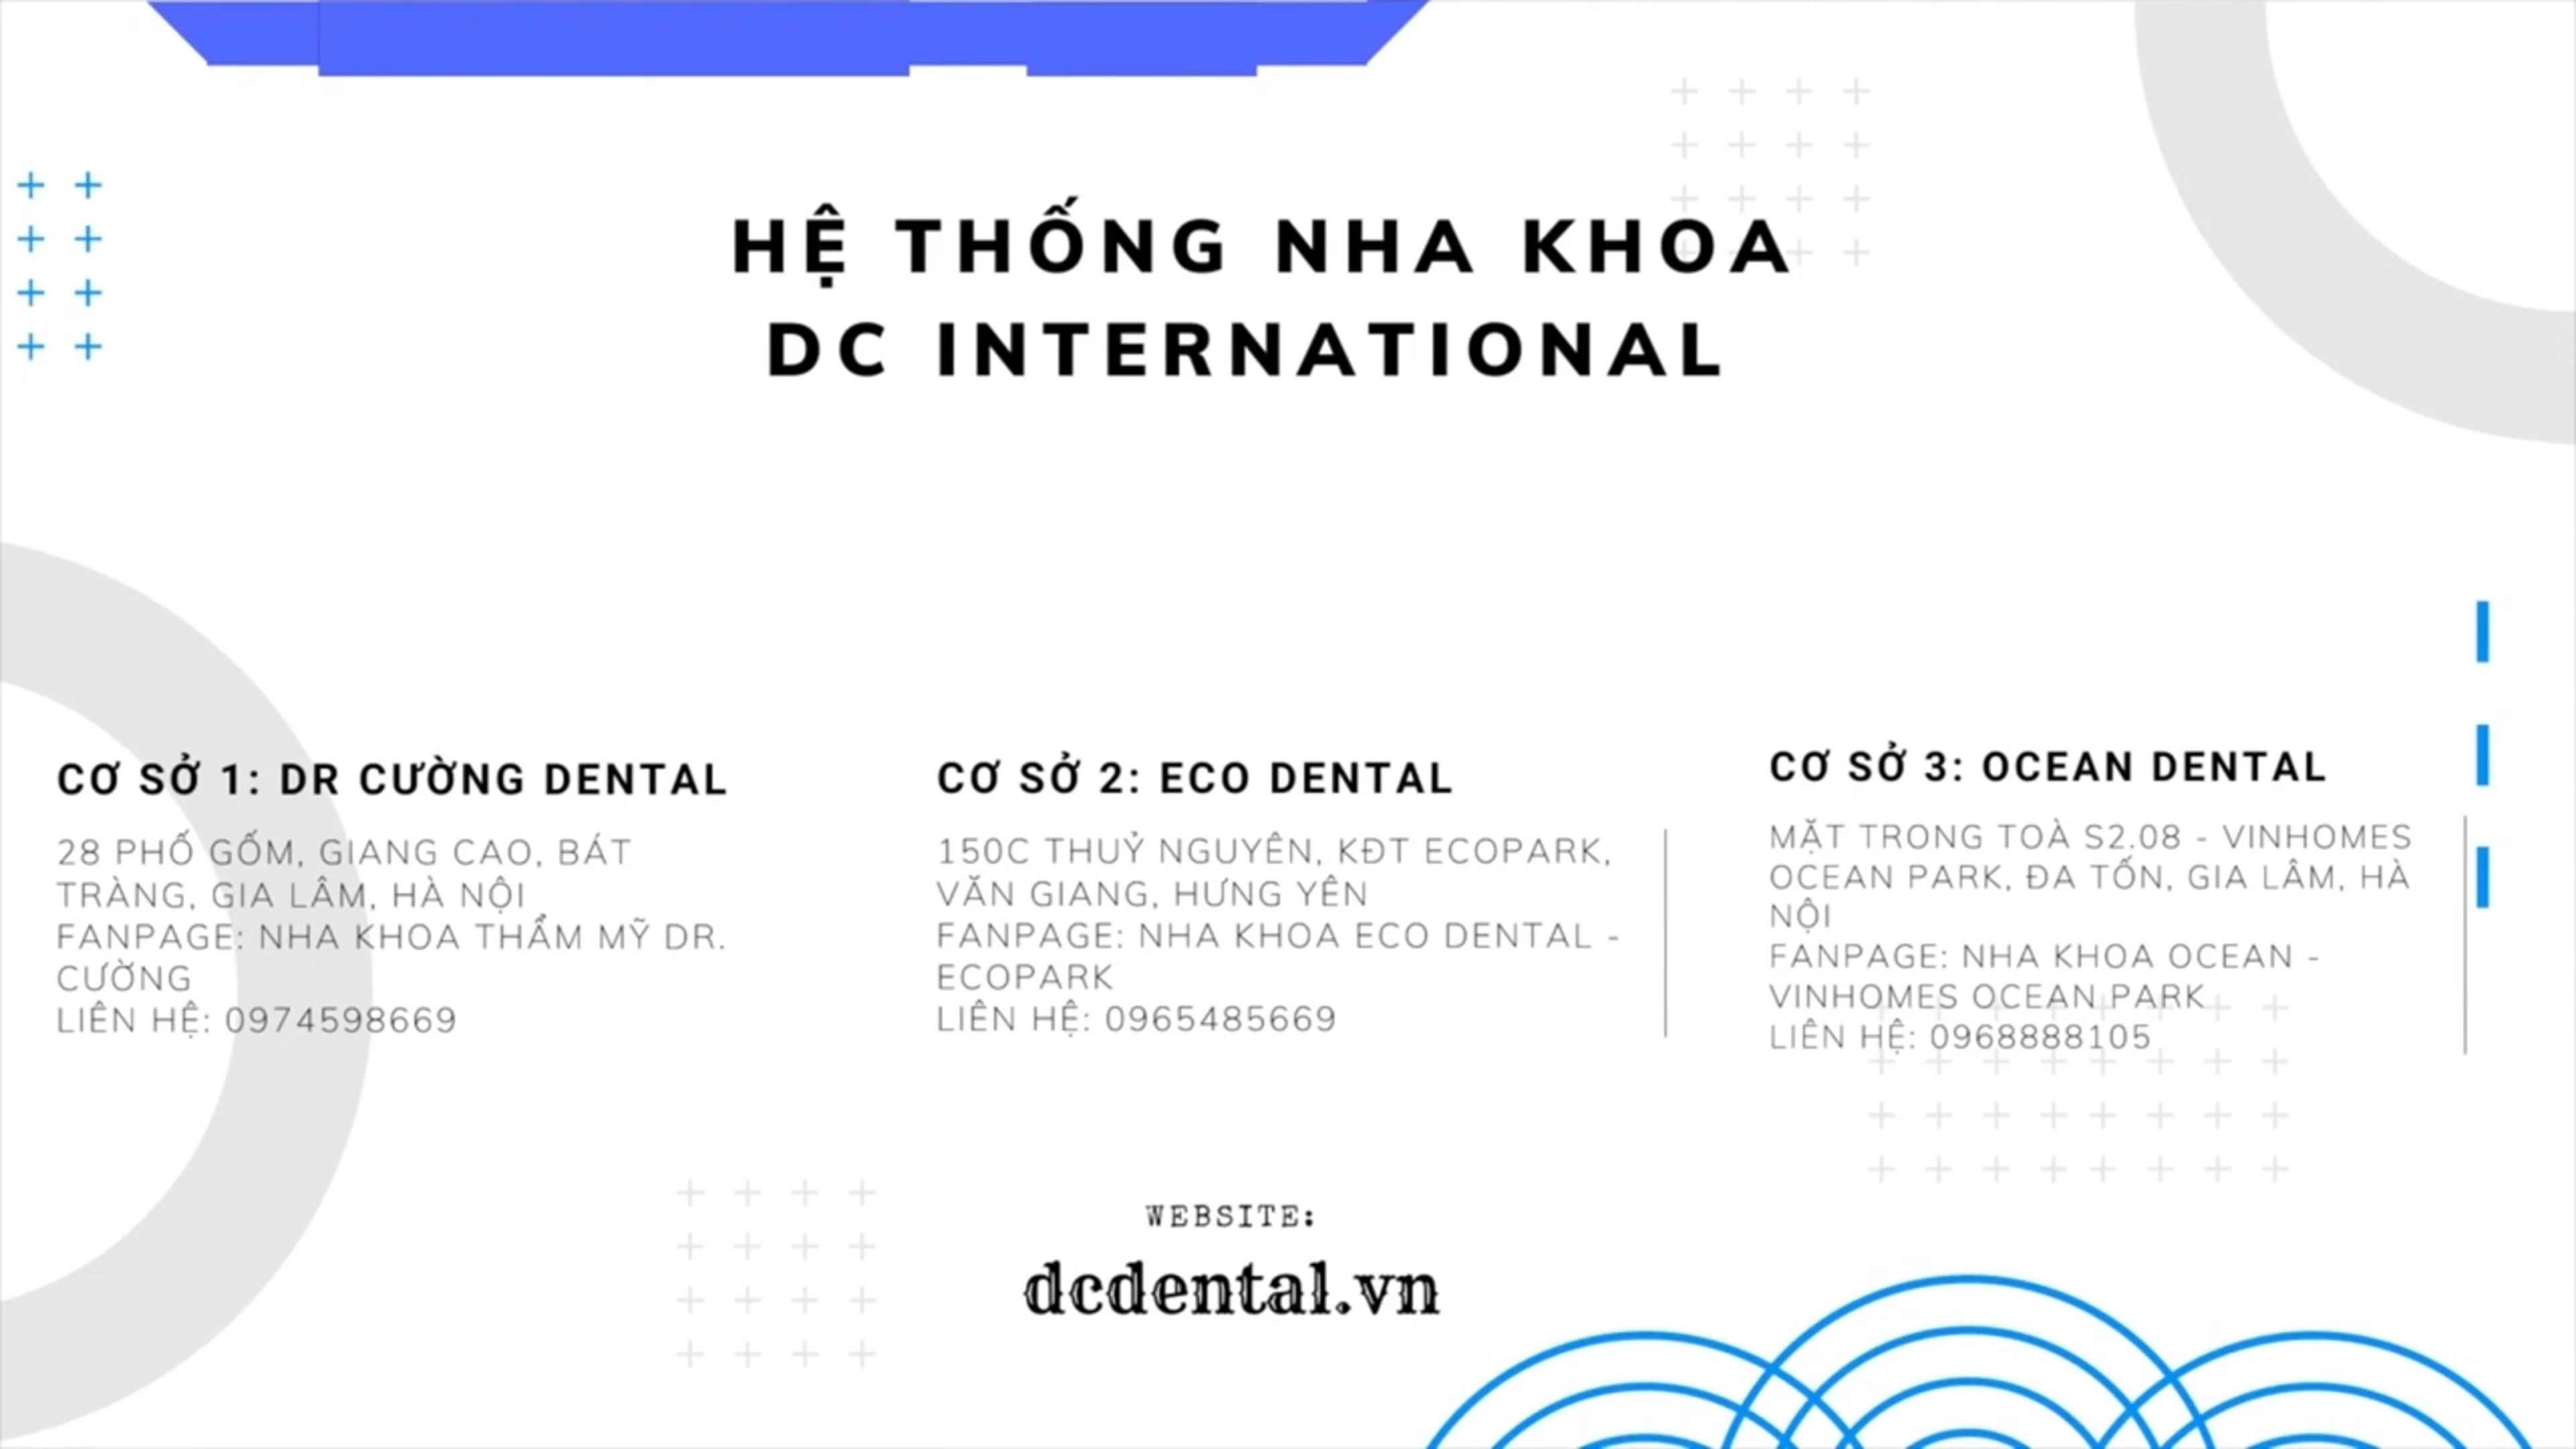 HỆ THỐNG NHA KHOA
DC INTERNATIONAL
CƠ SỞ 1: DR CƯỜNG DENTAL
28 PHỐ GỐM, GIANG CAO, BÁT
TRÀNG, GIA LÂM, HÀ NỘI
FANPAGE: NHA KHOA THẨM MỸ DR.
CƯỜNG
LIÊN HỆ: 0974598669
CƠ SỞ 2: ECO DENTAL
150C THUỶ NGUYÊN, KĐT ECOPARK,
VĂN GIANG, HƯNG YÊN
FANPAGE: NHA KHOA ECO DENTAL -
ECOPARK
LIÊN HỆ: 0965485669
CƠ SỞ 3: OCEAN DENTAL
MẶT TRONG TOÀ S2.08 - VINHOMES
OCEAN PARK, ĐA TỐN, GIA LÂM, HÀ
NỘI
FANPAGE: NHA KHOA OCEAN -
VINHOMES OCEAN PARK
LIÊN HỆ: 0968888105
WEBSITE:
dcdental.vn